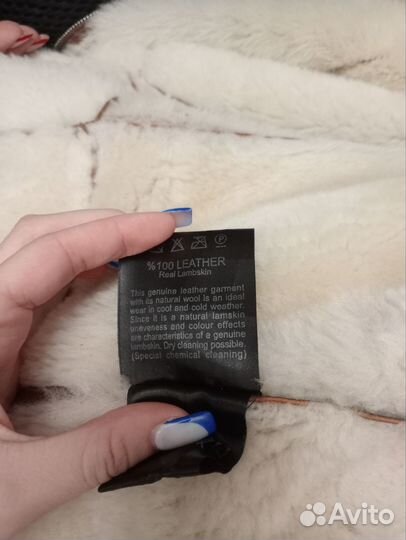 %100 LEATHER
Real Lambskin
This genuine leather garment
with its natural wool is an ideal
wear in cool and cold weather.
Since it is a natural lamskin
uneveness and colour effects
are characteristics of a genuine
lambskin. Dry cleaning possible.
(Special chemical cleaning)
Avito